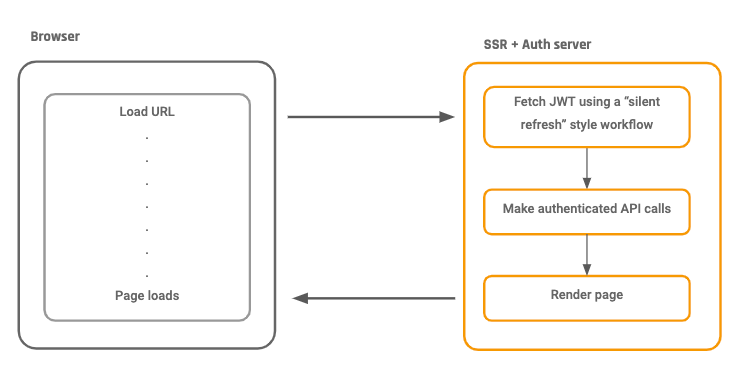 Browser
SSR + Auth server
Load URL
.
.
.
.
.
.
.
Page loads
Fetch JWT using a “silent
refresh” style workflow
Make authenticated API calls
Render page